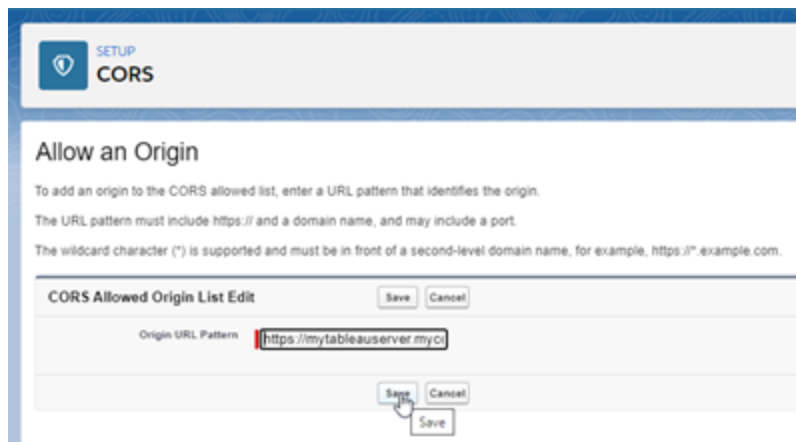 SETUP
CORS
Allow an Origin
To add an origin to the CORS allowed list, enter a URL pattern that identifies the origin.
The URL pattern must include https:// and a domain name, and may include a port.
The wildcard character (*) is supported and must be in front of a second-level domain name, for example, https://*.example.com.
CORS Allowed Origin List Edit Save Cancel
Origin URL Pattern https://mytableauserver.myco
Save Cancel
Save